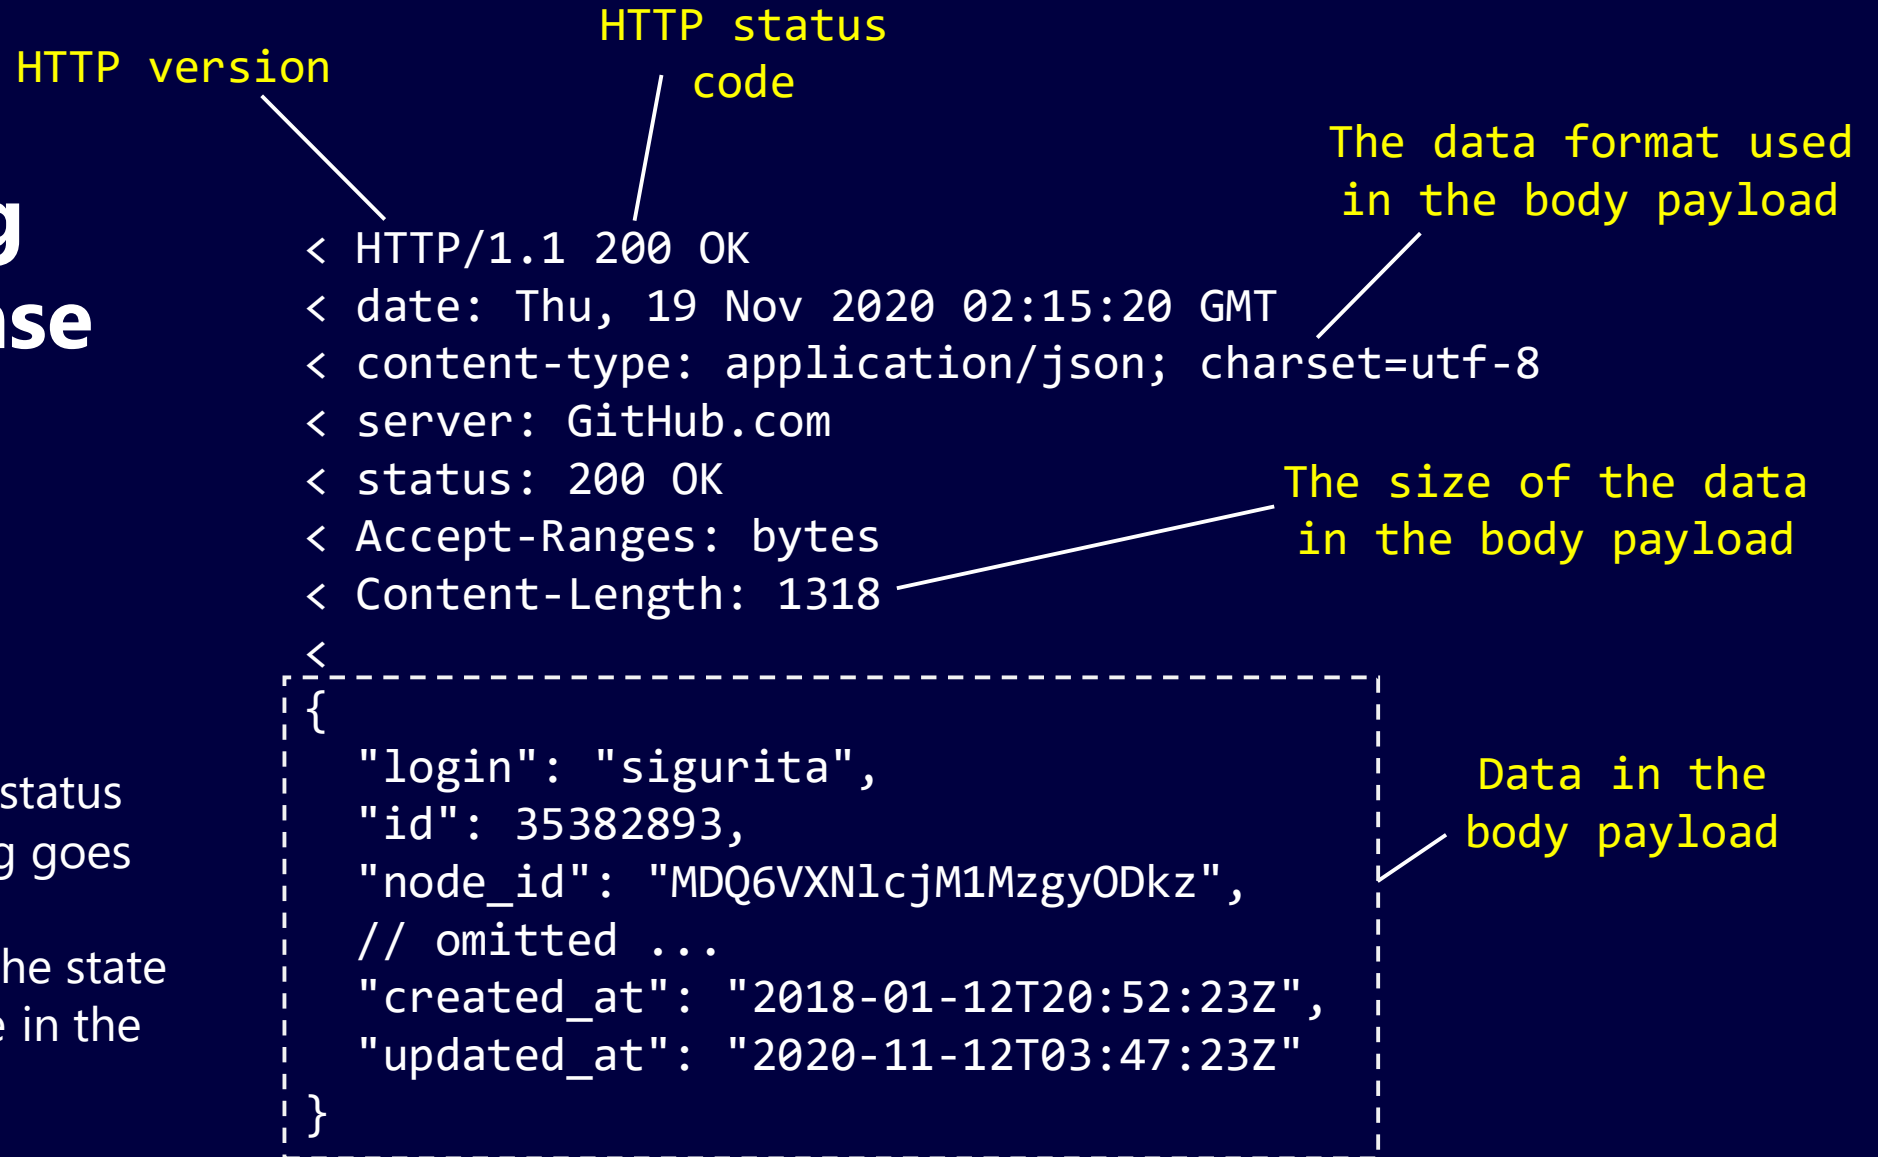 HTTP version
HTTP status
code
The data format used
in the body payload
g
nse
< HTTP/1.1 200 OK
< date: Thu, 19 Nov 2020 02:15:20 GMT
< content-type: application/json; charset=utf-8
< server: GitHub.com
< status: 200 OK
< Accept-Ranges: bytes
< Content-Length: 1318
<
The size of the data
in the body payload
{
"login": "sigurita",
"id": 35382893,
"node_id": "MDQ6VXNlcjM1MzgyODkz",
// omitted ...
"created_at": "2018-01-12T20:52:23Z",
"updated_at": "2020-11-12T03:47:23Z"
}
Data in the
body payload
status
g goes
he state
e in the